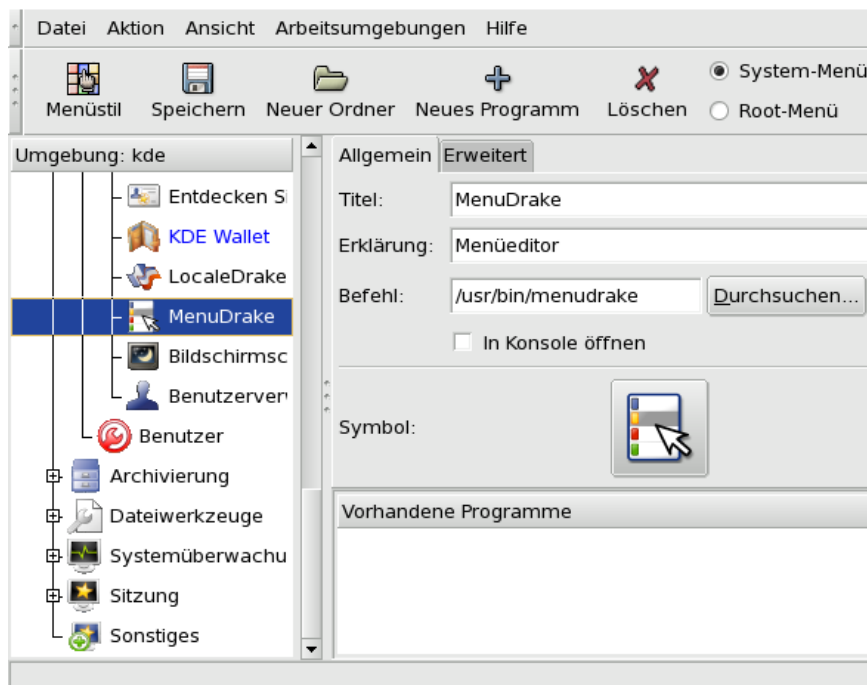 Datei Aktion Ansicht Arbeitsumgebungen Hilfe
Menüstil Speichern Neuer Ordner Neues Programm Löschen
System-Menü
Root-Menü
Umgebung: kde
Entdecken Si
KDE Wallet
LocaleDrake
MenuDrake
Bildschirmsc
Benutzerver
Benutzer
Archivierung
Dateiwerkzeuge
Systemüberwachu
Sitzung
Sonstiges
Allgemein Erweitert
Titel: MenuDrake
Erklärung: Menüeditor
Befehl: /usr/bin/menudrake Durchsuchen...
In Konsole öffnen
Symbol:
Vorhandene Programme